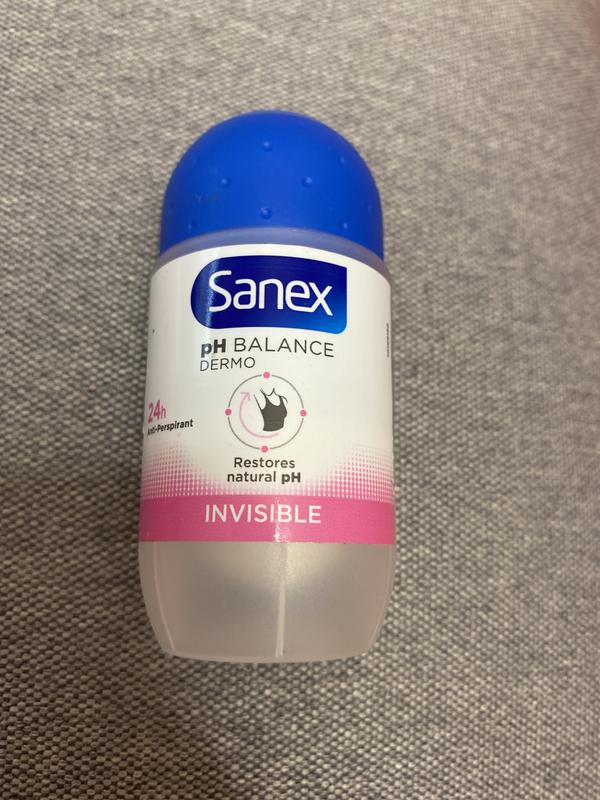 Sanex
pH BALANCE
DERMO
24h
Anti-Perspirant
Restores
natural pH
INVISIBLE